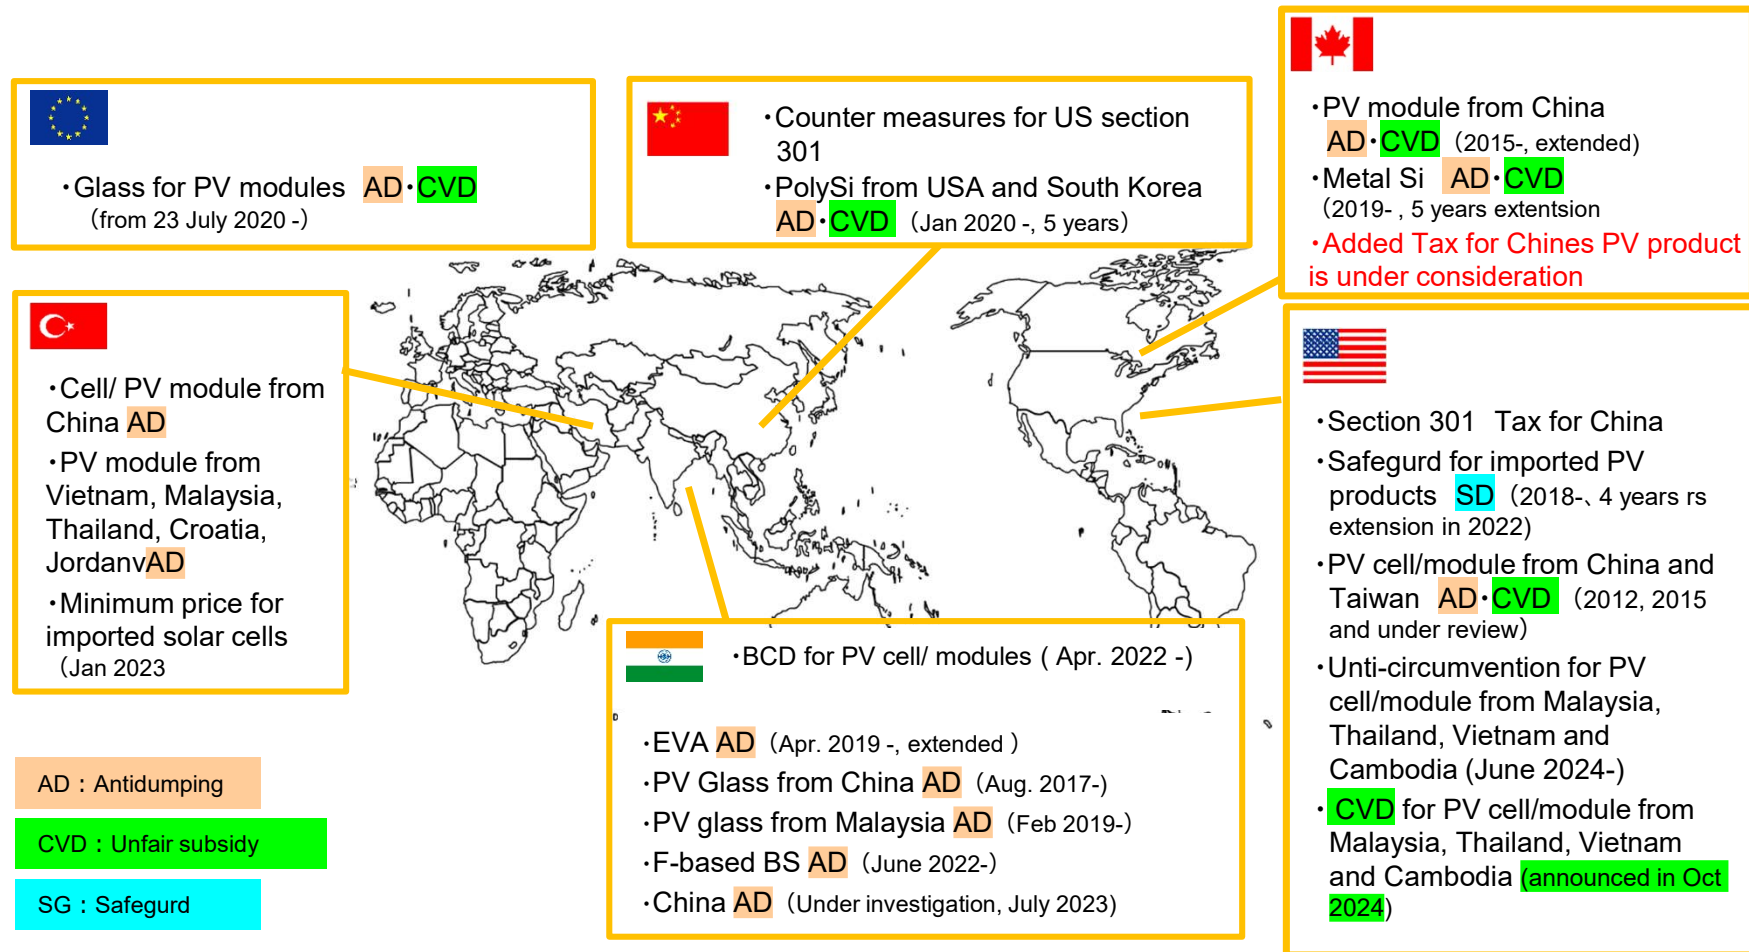 ・Glass for PV modules AD・CVD
（from 23 July 2020 -）
・Counter measures for US section
301
・PolySi from USA and South Korea
AD・CVD（Jan 2020 -, 5 years）
・PV module from China
AD・CVD（2015-, extended）
・Metal Si AD・CVD
（2019- , 5 years extentsion
・Added Tax for Chines PV product
is under consideration
・Cell/ PV module from
China AD
・PV module from
Vietnam, Malaysia,
Thailand, Croatia,
JordanvAD
・Minimum price for
imported solar cells
（Jan 2023
・Section 301 Tax for China
・Safegurd for imported PV
products SD（2018-、4 years rs
extension in 2022）
・PV cell/module from China and
Taiwan AD・CVD（2012, 2015
and under review）
・Unti-circumvention for PV
cell/module from Malaysia,
Thailand, Vietnam and
Cambodia (June 2024-)
・CVD for PV cell/module from
Malaysia, Thailand, Vietnam
and Cambodia (announced in Oct
2024)
・BCD for PV cell/ modules ( Apr. 2022 -)
・EVA AD（Apr. 2019 -, extended ）
・PV Glass from China AD（Aug. 2017-）
・PV glass from Malaysia AD（Feb 2019-）
・F-based BS AD（June 2022-）
・China AD（Under investigation, July 2023）
AD：Antidumping
CVD：Unfair subsidy
SG：Safegurd